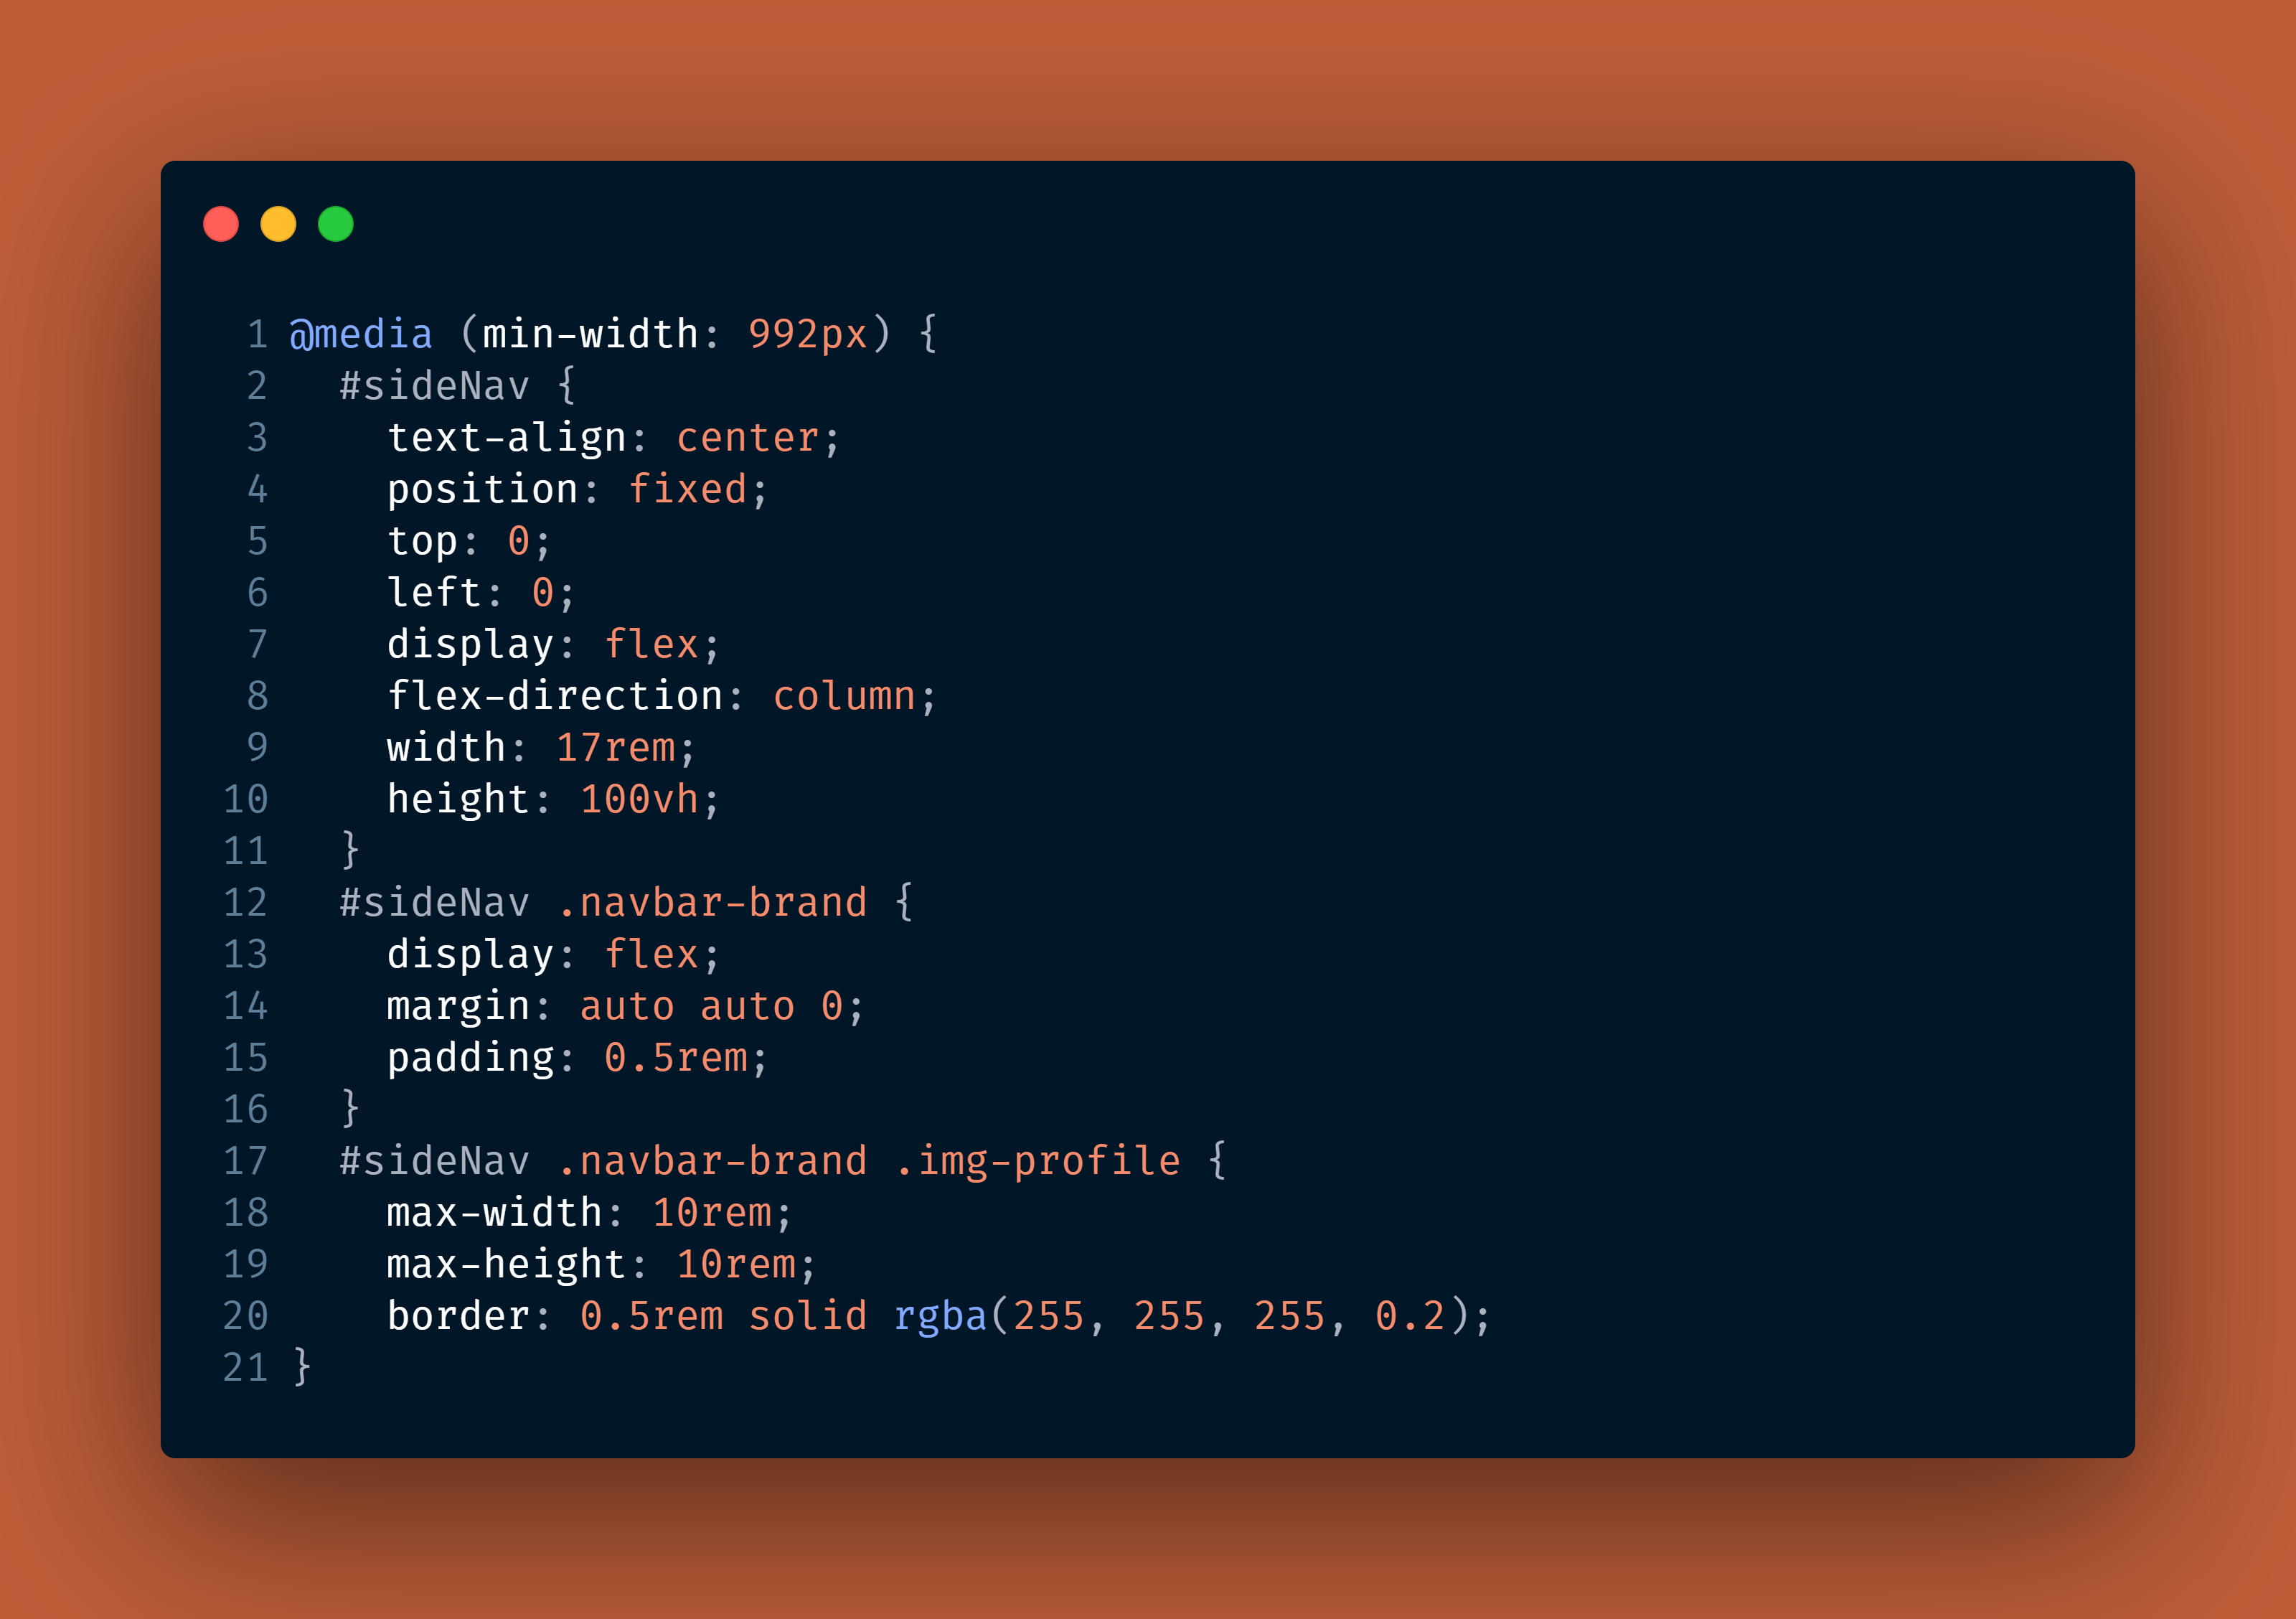 1 @media (min-width: 992px) {
2   #sideNav {
3     text-align: center;
4     position: fixed;
5     top: 0;
6     left: 0;
7     display: flex;
8     flex-direction: column;
9     width: 17rem;
10     height: 100vh;
11   }
12   #sideNav .navbar-brand {
13     display: flex;
14     margin: auto auto 0;
15     padding: 0.5rem;
16   }
17   #sideNav .navbar-brand .img-profile {
18     max-width: 10rem;
19     max-height: 10rem;
20     border: 0.5rem solid rgba(255, 255, 255, 0.2);
21 }